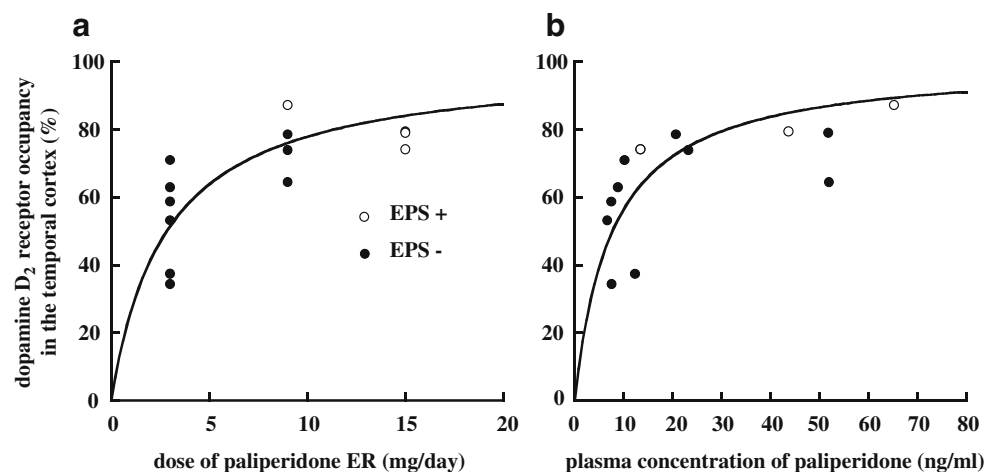 a
b
dopamine D2 receptor occupancy
in the temporal cortex (%)
100
80
60
40
20
0
0 5 10 15 20
dose of paliperidone ER (mg/day)
EPS +
EPS -
100
80
60
40
20
0
0 10 20 30 40 50 60 70 80
plasma concentration of paliperidone (ng/ml)